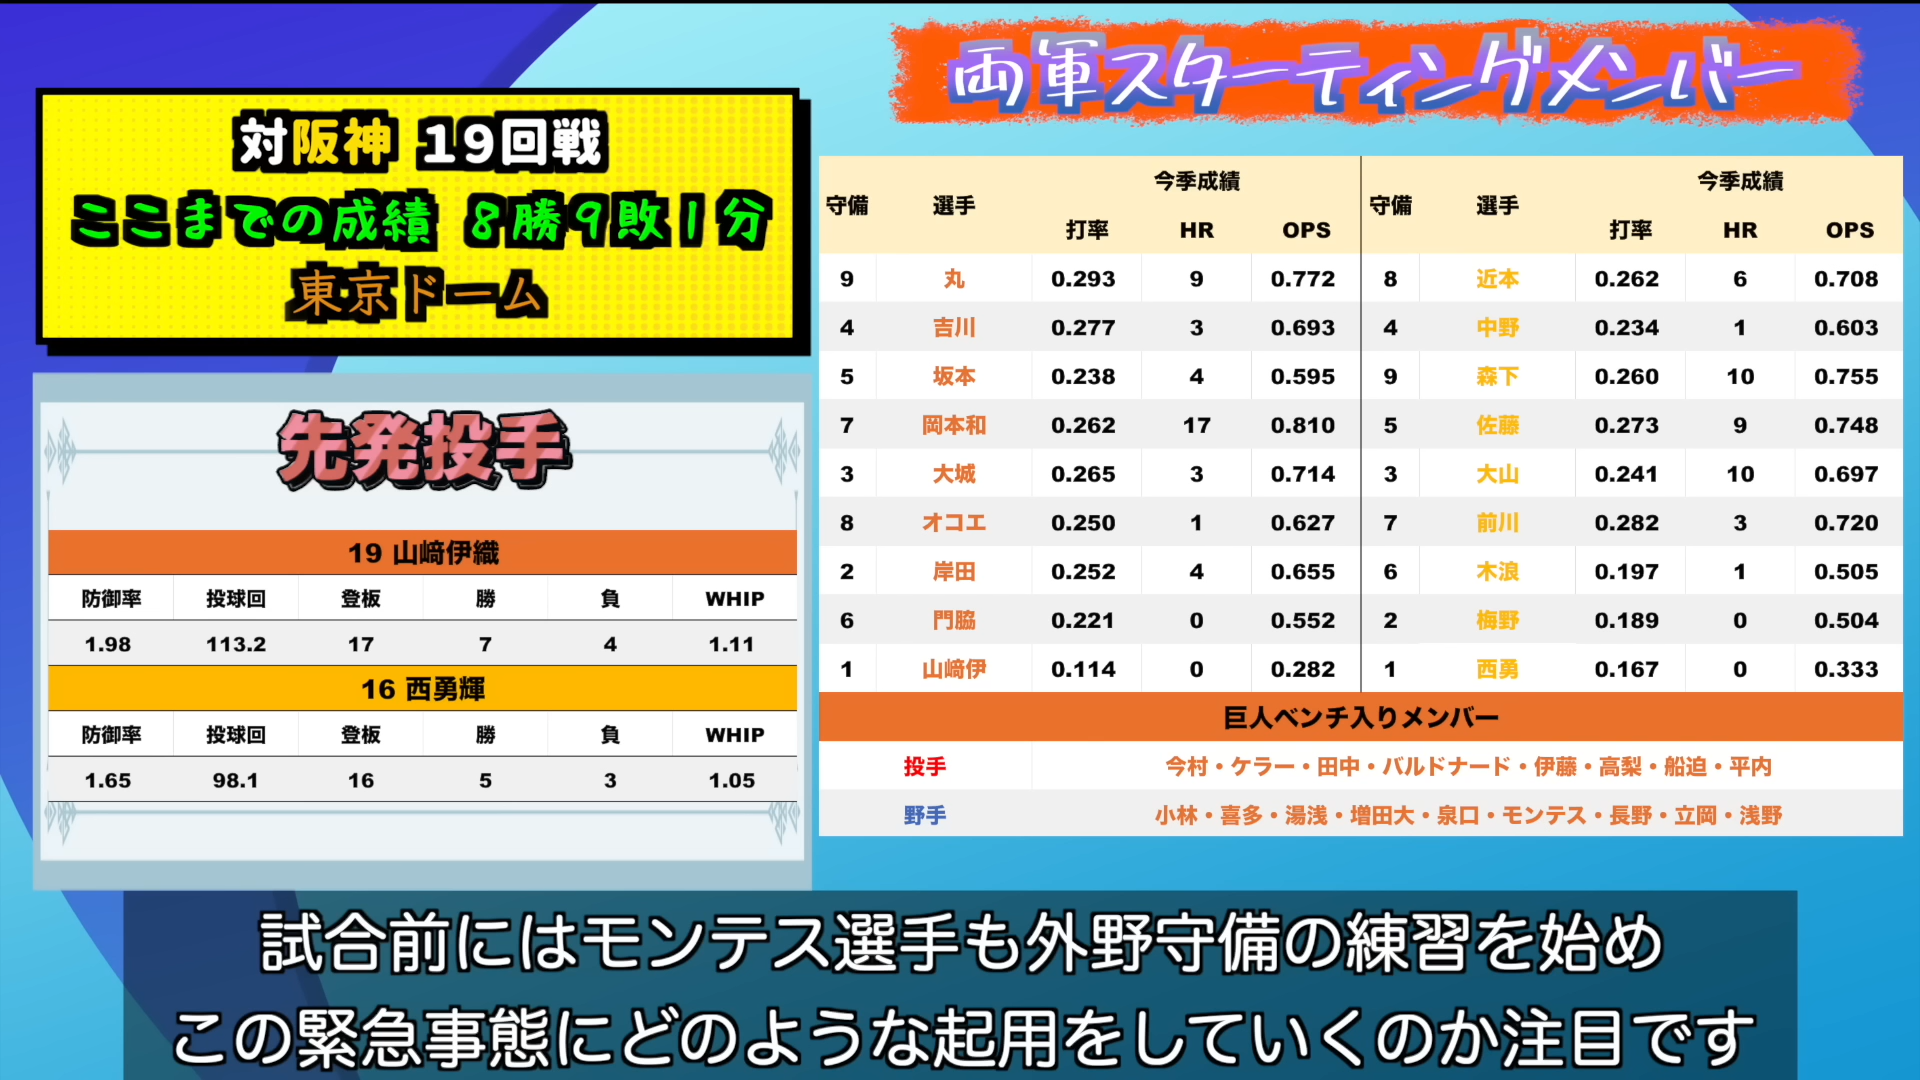 両軍スターティングメンバー
対阪神 19回戦
ここまでの成績 8勝9敗1分
東京ドーム
先発投手
19 山﨑伊織
防御率 投球回 登板 勝 負 WHIP
1.98 113.2 17 7 4 1.11
16 西勇輝
防御率 投球回 登板 勝 負 WHIP
1.65 98.1 16 5 3 1.05
守備 選手 今季成績 守備 選手 今季成績
打率 HR OPS 打率 HR OPS
9 丸 0.293 9 0.772 8 近本 0.262 6 0.708
4 吉川 0.277 3 0.693 4 中野 0.234 1 0.603
5 坂本 0.238 4 0.595 9 森下 0.260 10 0.755
7 岡本和 0.262 17 0.810 5 佐藤 0.273 9 0.748
3 大城 0.265 3 0.714 3 大山 0.241 10 0.697
8 オコエ 0.250 1 0.627 7 前川 0.282 3 0.720
2 岸田 0.252 4 0.655 6 木浪 0.197 1 0.505
6 門脇 0.221 0 0.552 2 梅野 0.189 0 0.504
1 山﨑伊 0.114 0 0.282 1 西勇 0.167 0 0.333
巨人ベンチ入りメンバー
投手 今村・ケラー・田中・バルドナード・伊藤・高梨・船迫・平内
野手 小林・喜多・湯浅・増田大・泉口・モンテス・長野・立岡・浅野
試合前にはモンテス選手も外野守備の練習を始め
この緊急事態にどのような起用をしていくのか注目です